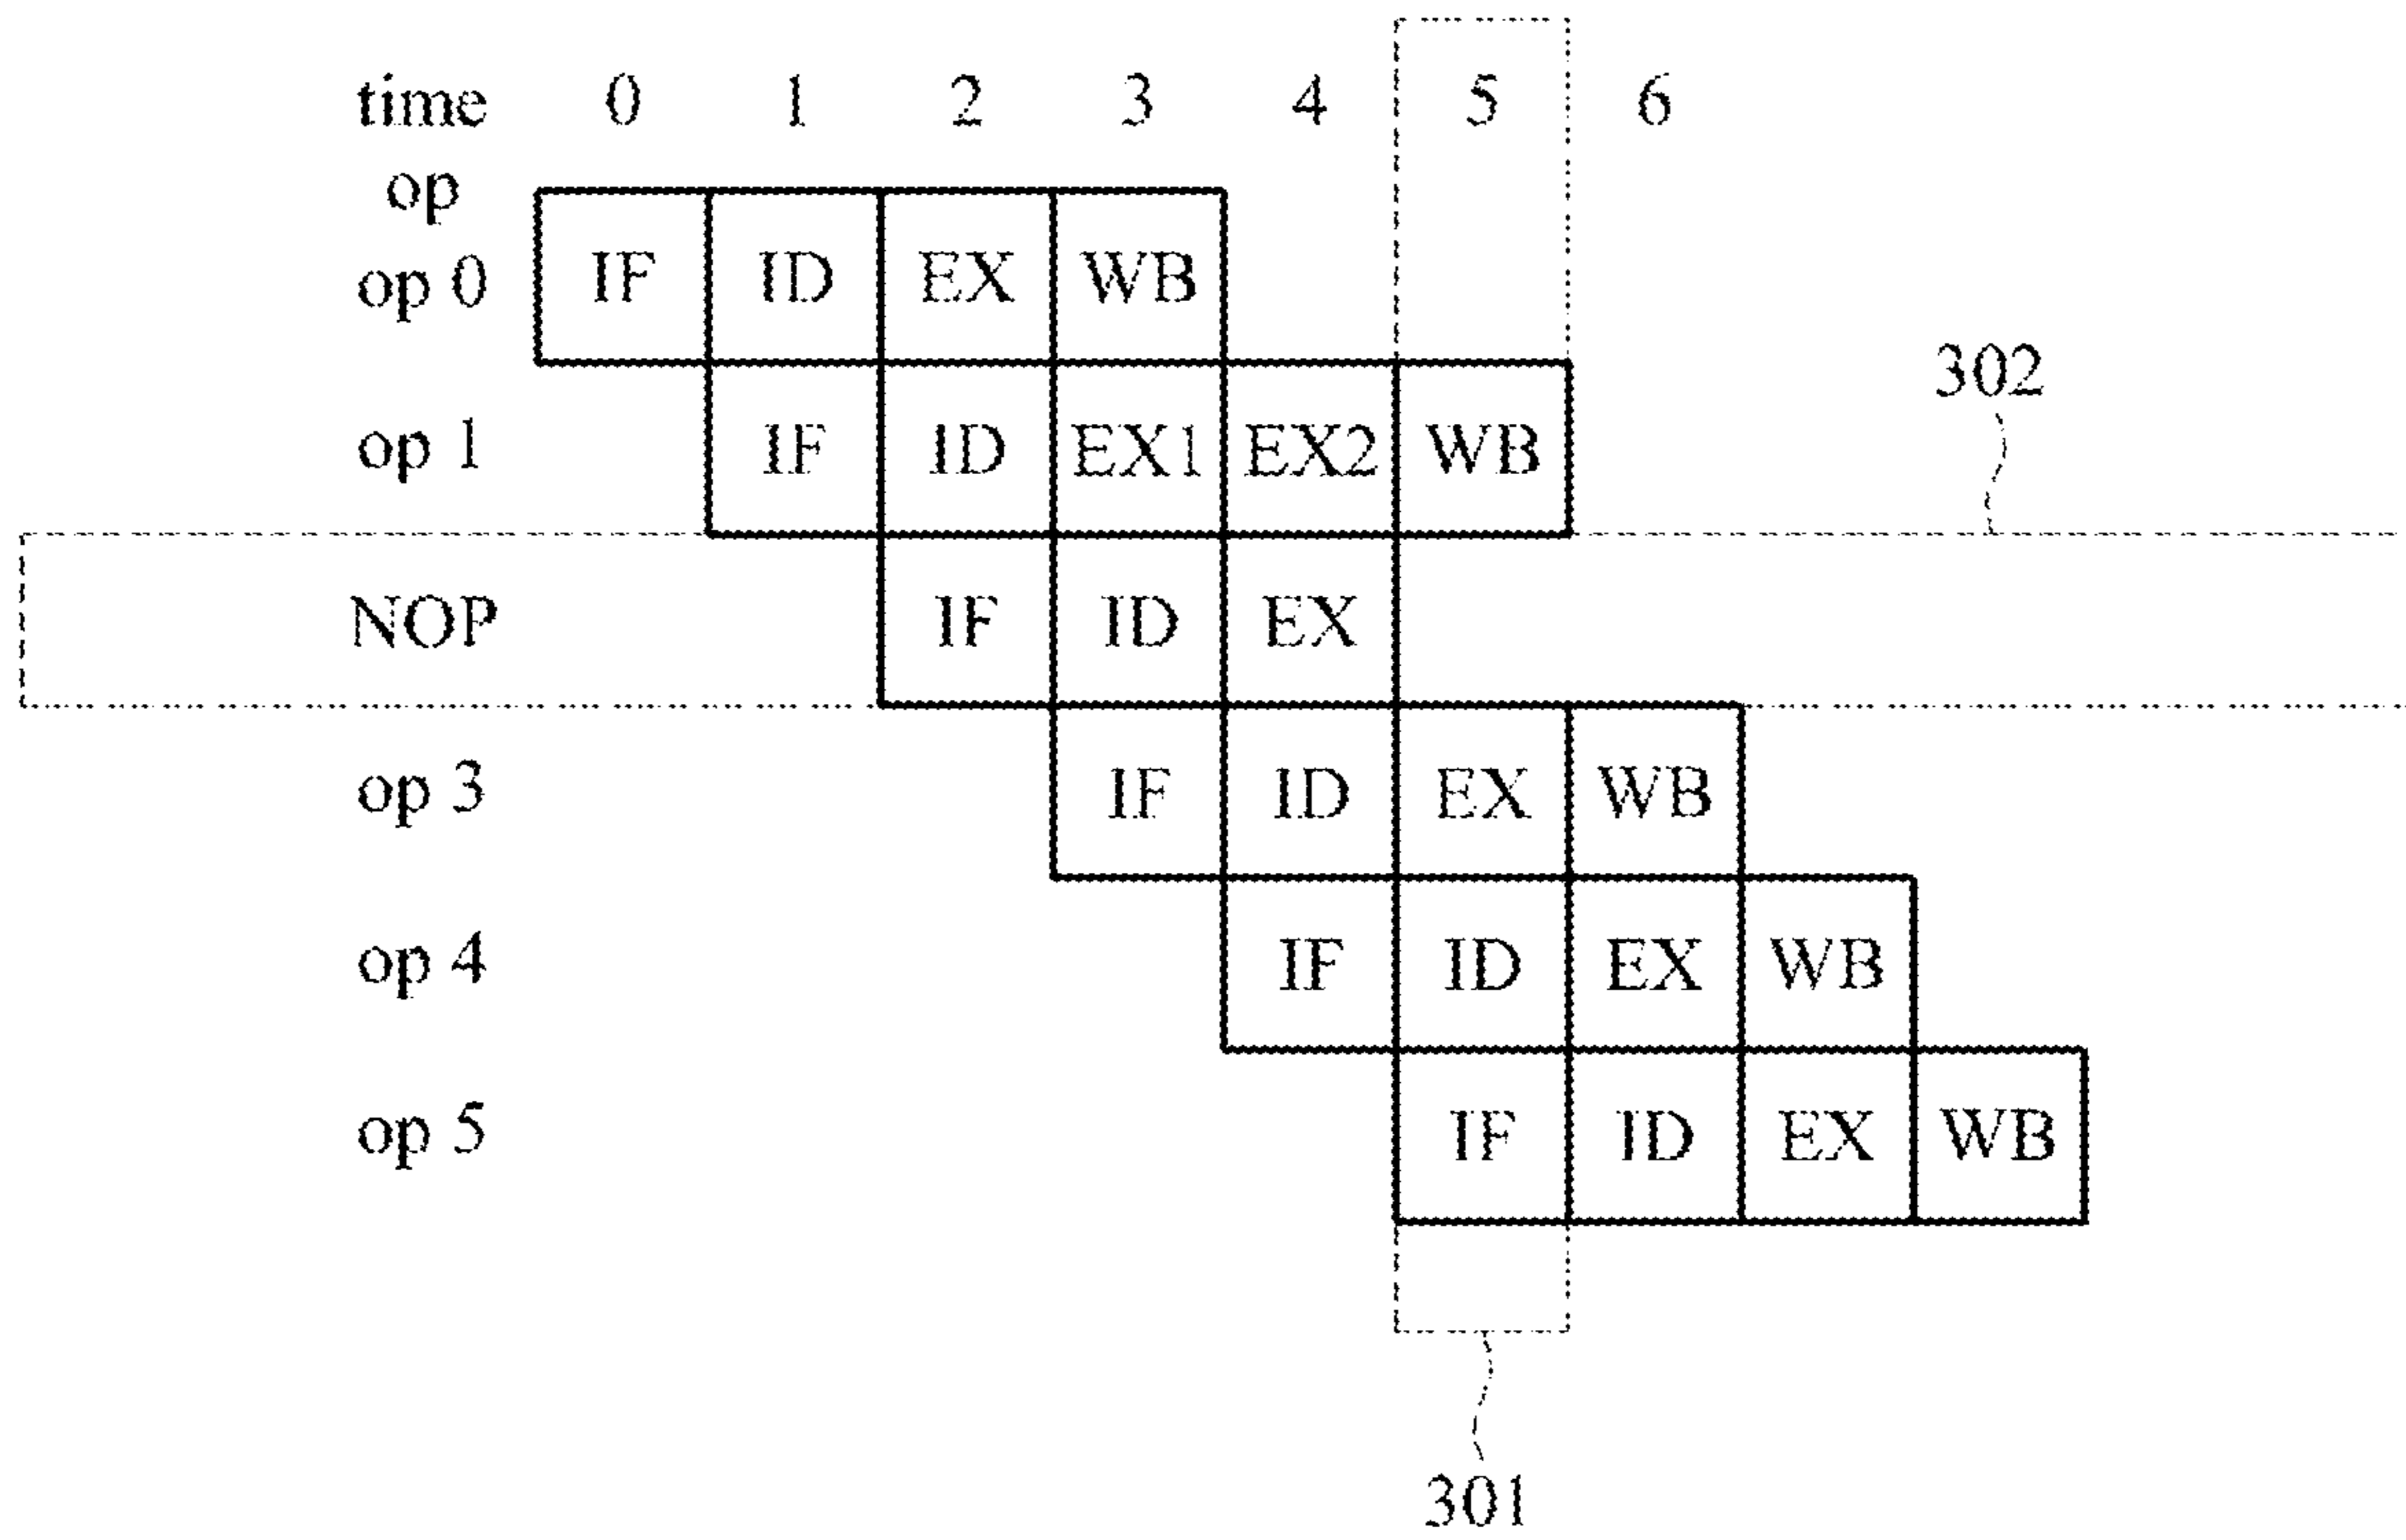 time 0 1 2 3 4 5 6
op
op 0 IF ID EX WB
302
op 1 IF ID EX1 EX2 WB
NOP IF ID EX
op 3 IF ID EX WB
op 4 IF ID EX WB
op 5 IF ID EX WB
301